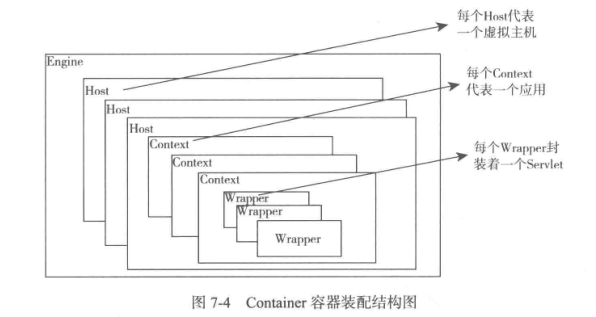 每个Host代表
一个虚拟主机
Engine
每个Context
代表一个应用
Host
Host
Host
Context
Context
每个Wrapper封
装着一个Servlet
Context
Wrapper
Wrapper
Wrapper
图 7-4 Container 容器装配结构图